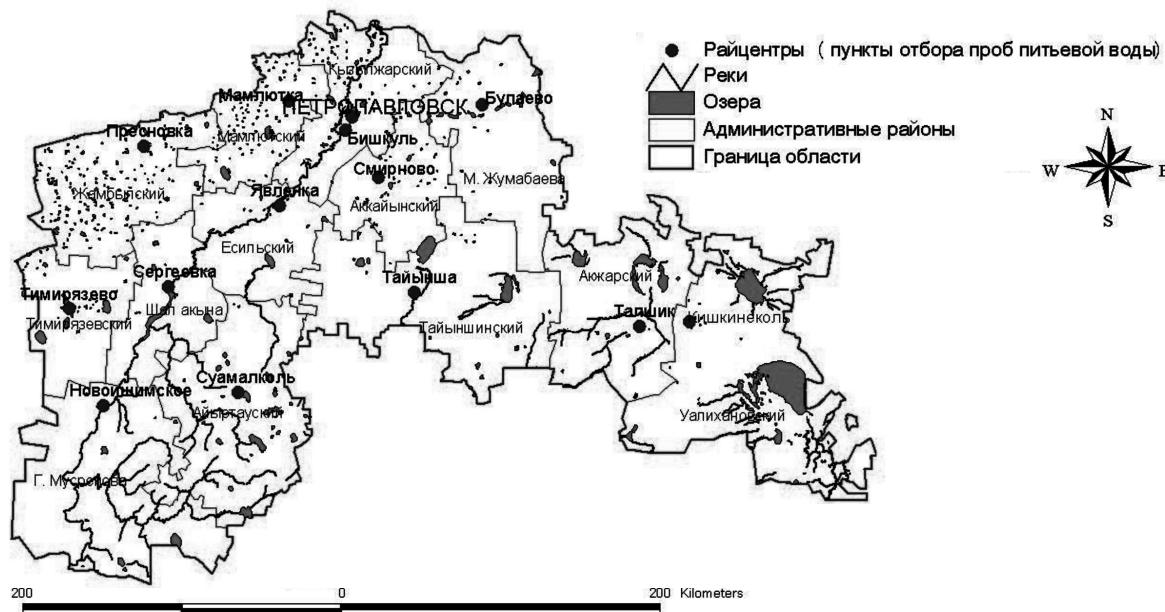 Райцентры ( пункты отбора проб питьевой воды)
Реки
Озера
Административные районы
Граница области
N
W
E
S
Кызылжарский
Мамлютка
ПЕТРОПАВЛОВСК
Булаево
Пресновка
Мамлютский
Бишкуль
Смирново
М. Жумабаева
Жамбылский
Явленка
Аккайынский
Есильский
Сергеевка
Тайынша
Акжарский
Тимирязево
Шал акына
Талшик
Кишкинеколь
Тимирязевский
Тайыншинский
Суамалколь
Новоишимское
Айыртауский
Уалихановский
Г. Мусрепова
200
0
200 Kilometers